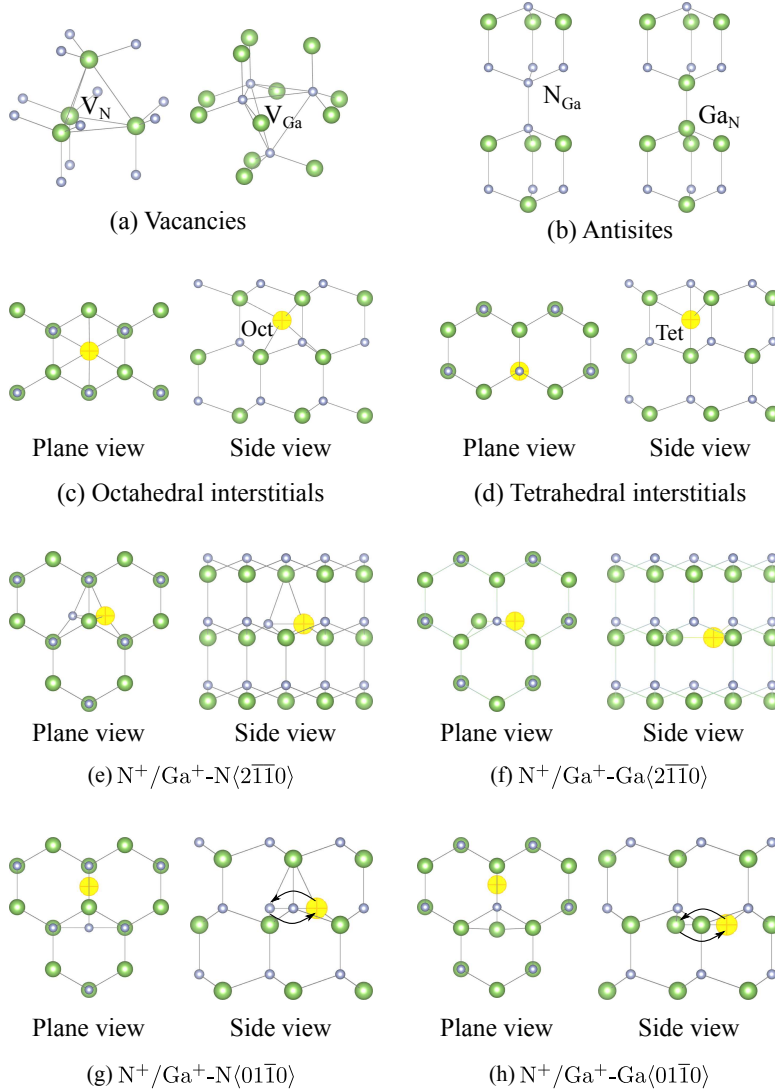 V_N V_Ga N_Ga Ga_N
(a) Vacancies (b) Antisites
Oct Tet
Plane view Side view Plane view Side view
(c) Octahedral interstitials (d) Tetrahedral interstitials
Plane view Side view Plane view Side view
(e) N⁺/Ga⁺-N⟨21̅1̅0⟩ (f) N⁺/Ga⁺-Ga⟨21̅1̅0⟩
Plane view Side view Plane view Side view
(g) N⁺/Ga⁺-N⟨011̅0⟩ (h) N⁺/Ga⁺-Ga⟨011̅0⟩